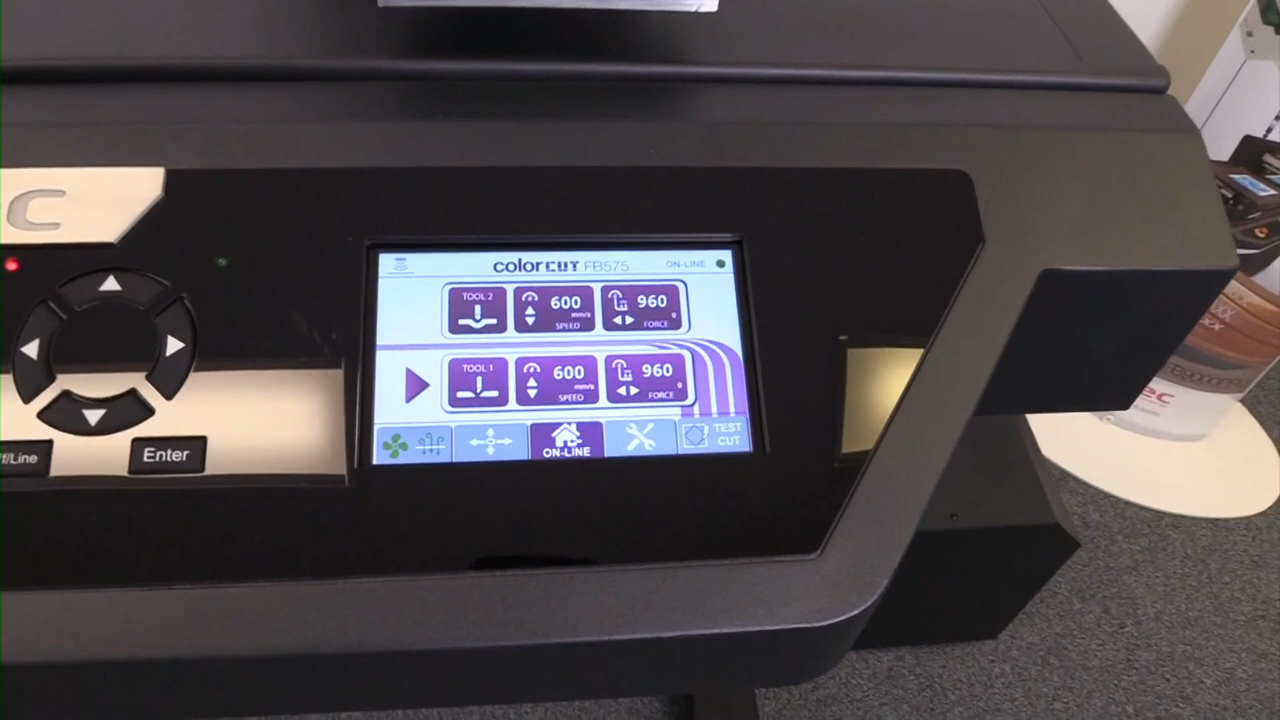 C
colorCUT FB575
ON-LINE
TOOL 2
600
mm/s
SPEED
960
g
FORCE
TOOL 1
600
mm/s
SPEED
960
g
FORCE
ON-LINE
TEST
CUT
f/Line
Enter
ec